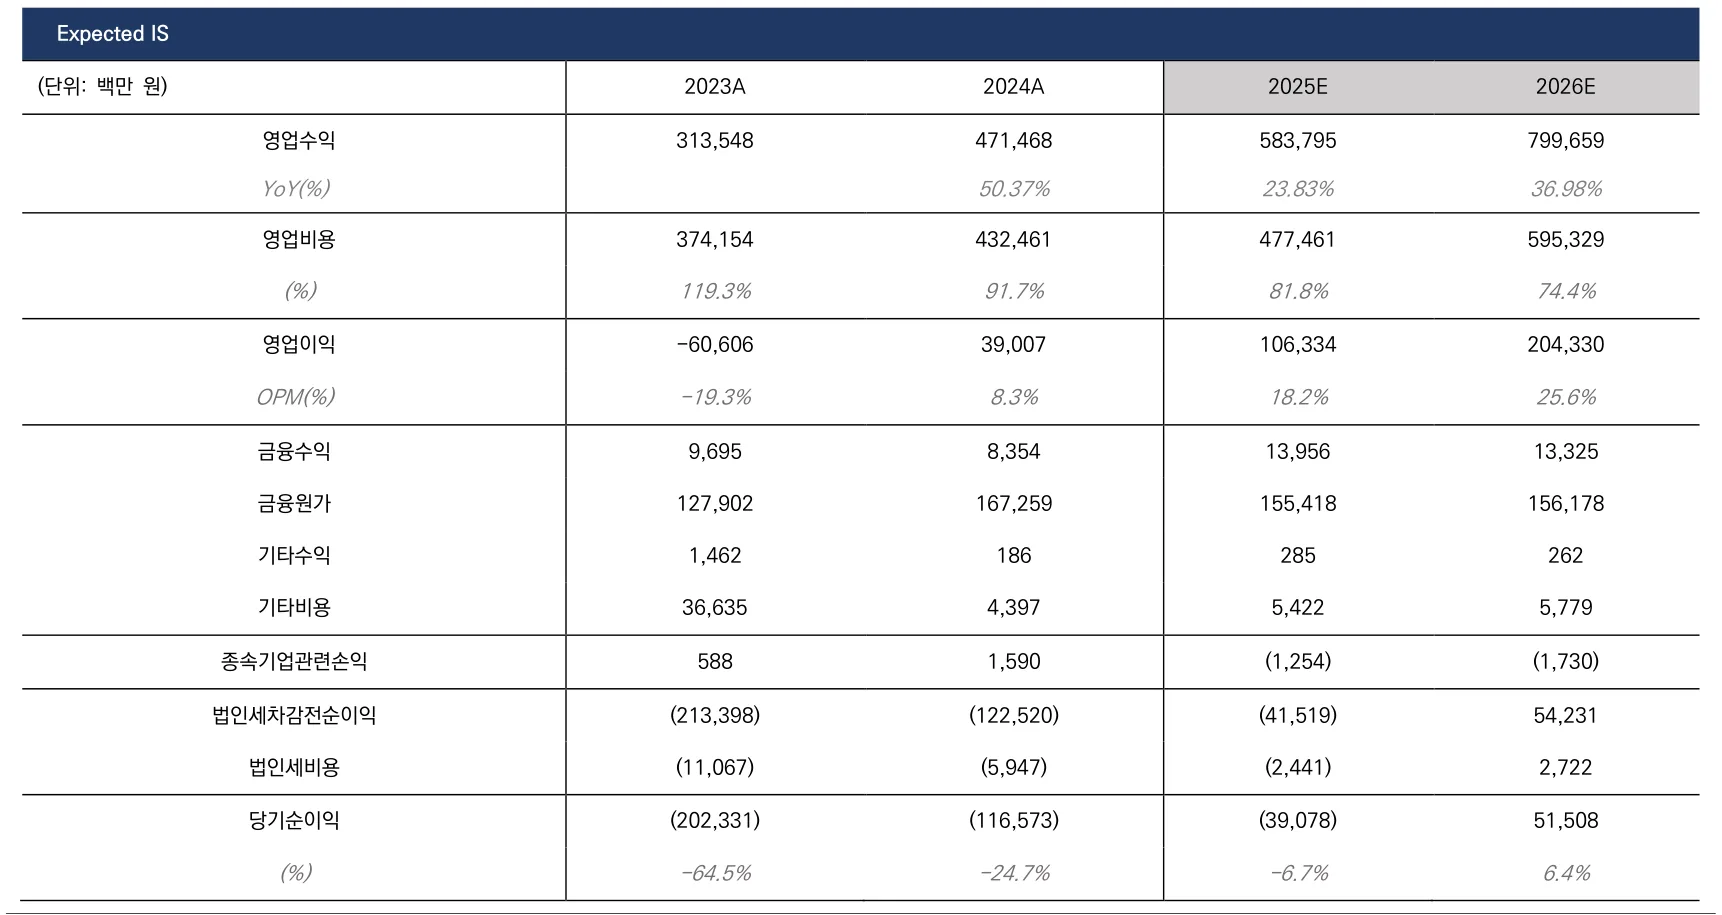 Expected IS
(단위: 백만 원) 2023A 2024A 2025E 2026E
영업수익 313,548 471,468 583,795 799,659
YoY(%) 50.37% 23.83% 36.98%
영업비용 374,154 432,461 477,461 595,329
(%) 119.3% 91.7% 81.8% 74.4%
영업이익 -60,606 39,007 106,334 204,330
OPM(%) -19.3% 8.3% 18.2% 25.6%
금융수익 9,695 8,354 13,956 13,325
금융원가 127,902 167,259 155,418 156,178
기타수익 1,462 186 285 262
기타비용 36,635 4,397 5,422 5,779
종속기업관련손익 588 1,590 (1,254) (1,730)
법인세차감전순이익 (213,398) (122,520) (41,519) 54,231
법인세비용 (11,067) (5,947) (2,441) 2,722
당기순이익 (202,331) (116,573) (39,078) 51,508
(%) -64.5% -24.7% -6.7% 6.4%